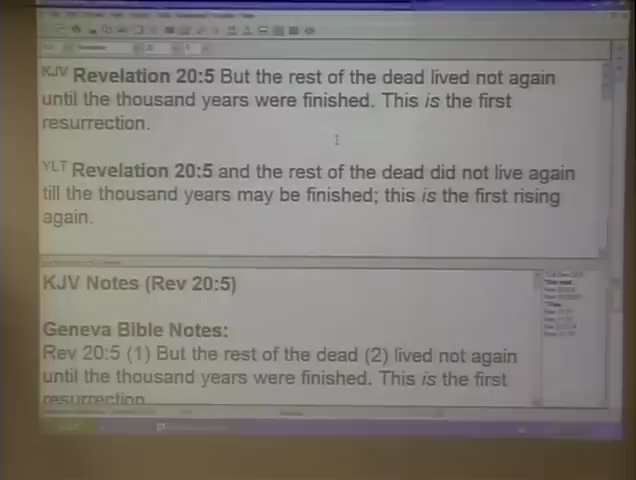 KJV Revelation 20:5 But the rest of the dead lived not again
until the thousand years were finished. This is the first
resurrection.
YLT Revelation 20:5 and the rest of the dead did not live again
till the thousand years may be finished; this is the first rising
again.
KJV Notes (Rev 20:5)
Geneva Bible Notes:
Rev 20:5 (1) But the rest of the dead (2) lived not again
until the thousand years were finished. This is the first
resurrection